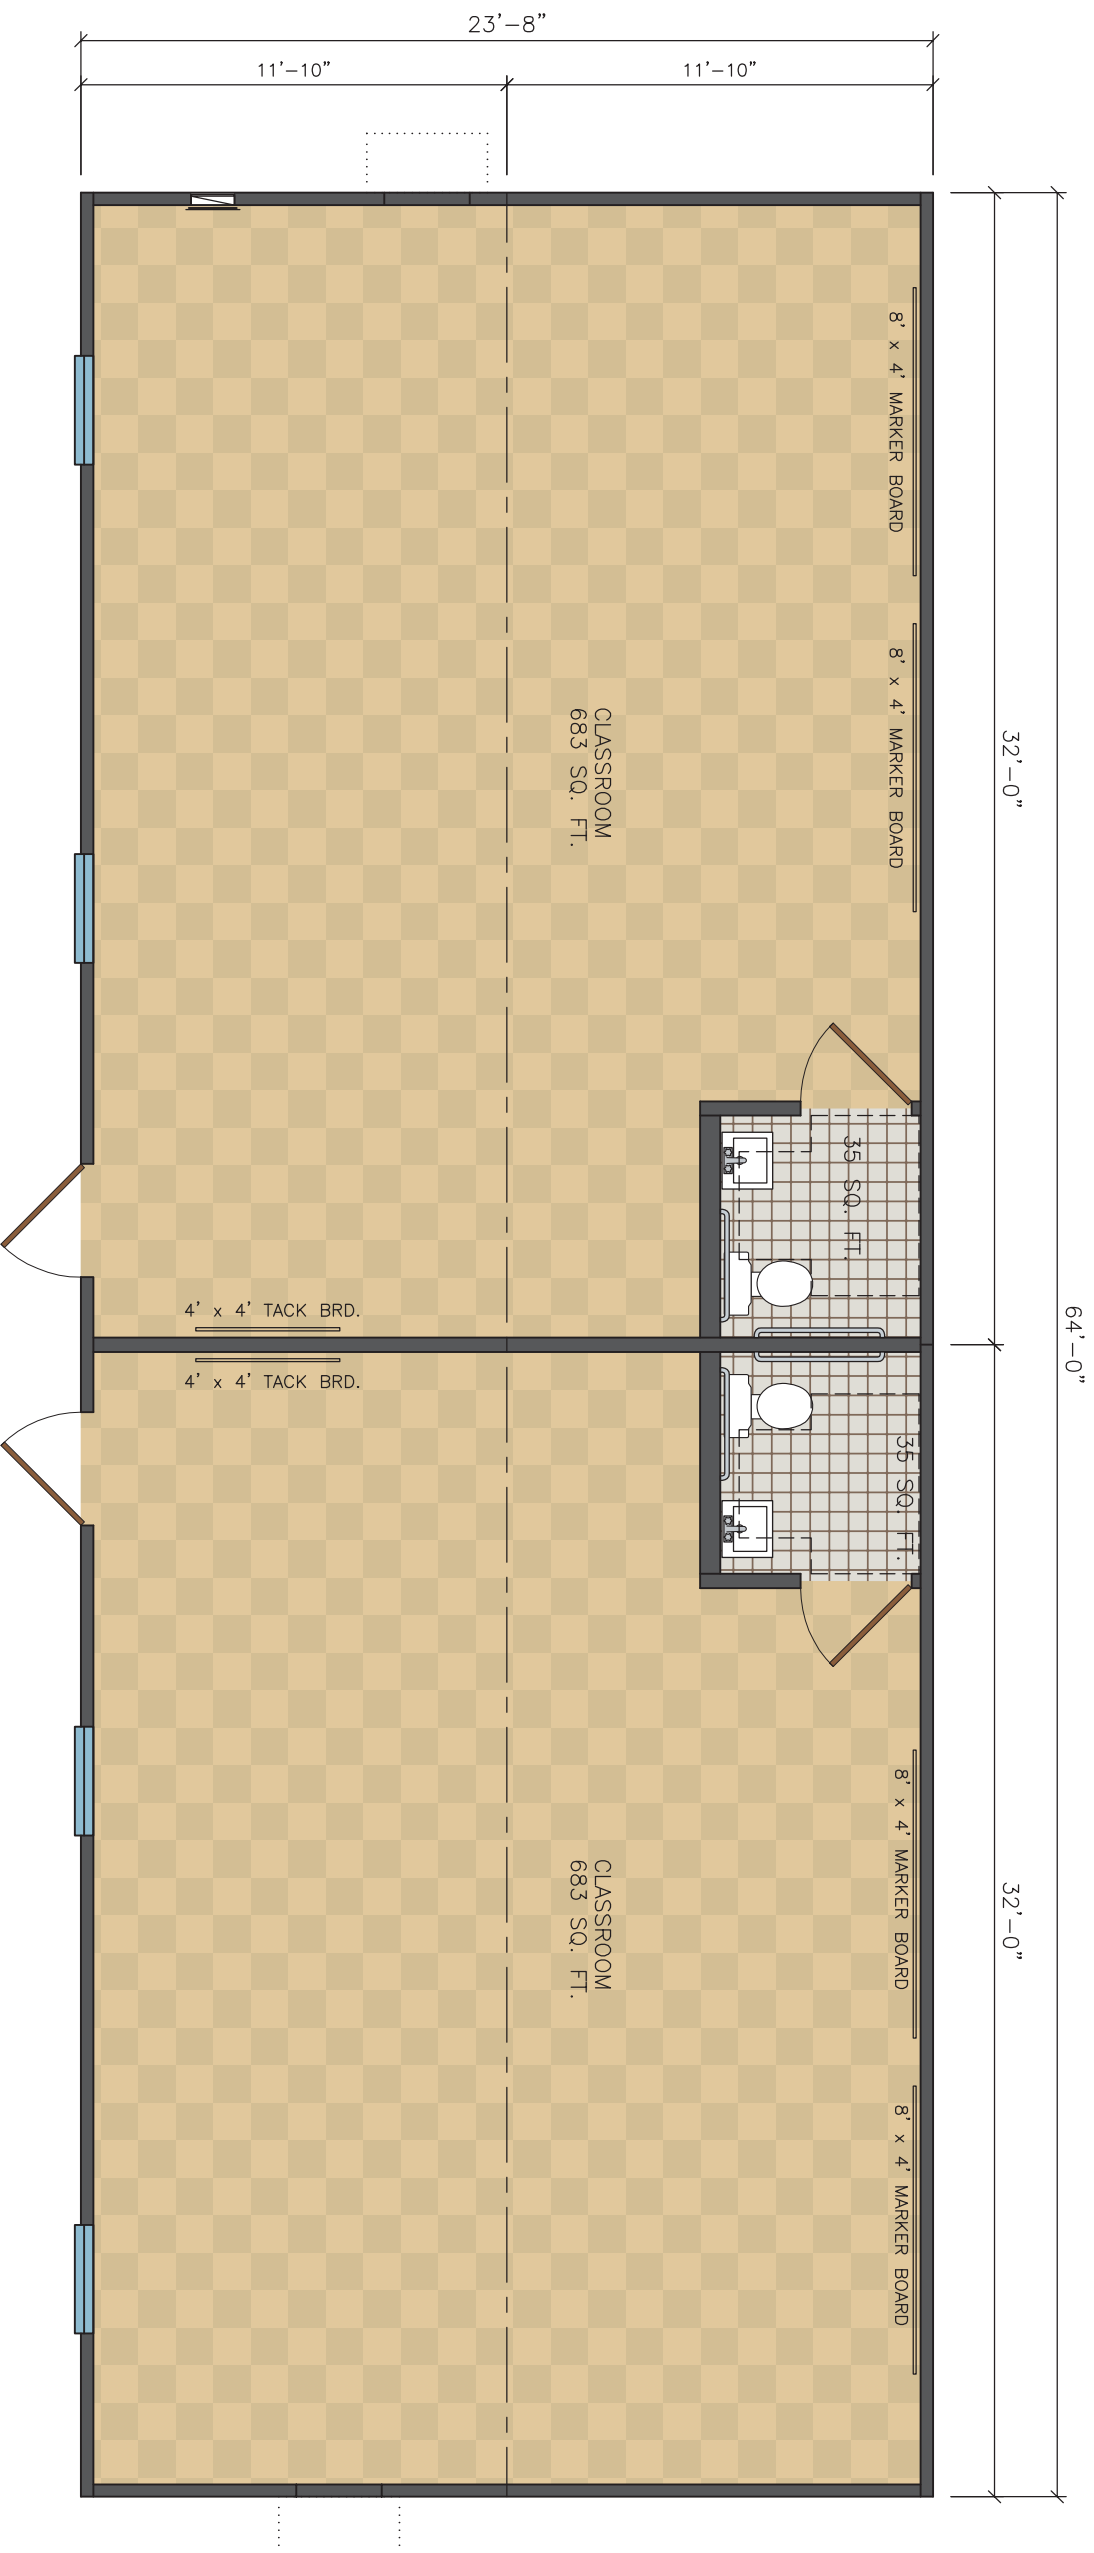 23'-8"
11'-10"
11'-10"
8' x 4' MARKER BOARD
8' x 4' MARKER BOARD
32'-0"
CLASSROOM
683 SQ. FT.
35 SQ. FT.
64'-0"
4' x 4' TACK BRD.
4' x 4' TACK BRD.
35 SQ. FT.
8' x 4' MARKER BOARD
CLASSROOM
683 SQ. FT.
32'-0"
8' x 4' MARKER BOARD